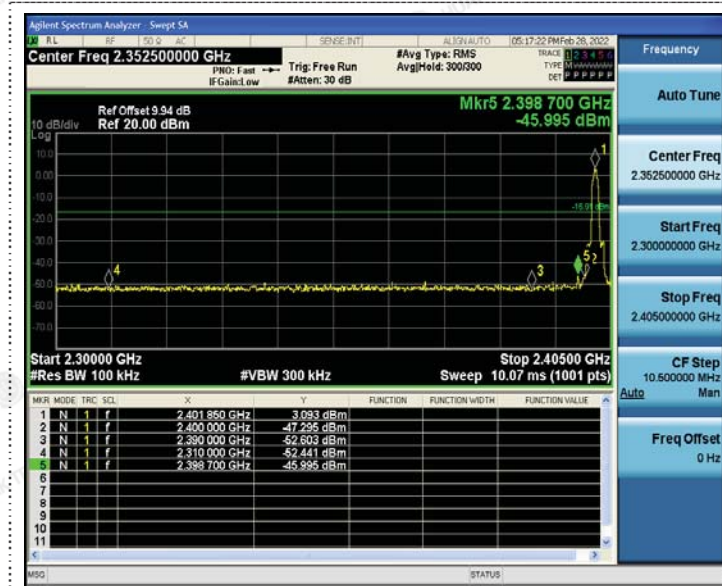 Agilent Spectrum Analyzer - Swept SA
RL RF 50 Ω AC SENSE:INT ALIGN AUTO 05:17:22 PM Feb 28, 2022
Center Freq 2.352500000 GHz
PNO: Fast Trig: Free Run
IFGain:Low #Atten: 30 dB
#Avg Type: RMS
Avg|Hold: 300/300
TRACE 1 2 3 4 5 6
TYPE M
DET P P P P P P
Ref Offset 9.94 dB
Ref 20.00 dBm
Mkr5 2.398 700 GHz
-45.995 dBm
10 dB/div
Log
10.0
0.00
-10.0
-20.0
-30.0
-40.0
-50.0
-60.0
-70.0
1
4
3
5
2
Start 2.30000 GHz
#Res BW 100 kHz
#VBW 300 kHz
Stop 2.40500 GHz
Sweep 10.07 ms (1001 pts)
MKR MODE TRC SCL X Y FUNCTION FUNCTION WIDTH FUNCTION VALUE
1 N 1 f 2.401 850 GHz 3.093 dBm
2 N 1 f 2.400 000 GHz -47.295 dBm
3 N 1 f 2.390 000 GHz -52.603 dBm
4 N 1 f 2.310 000 GHz -52.441 dBm
5 N 1 f 2.398 700 GHz -45.995 dBm
6
7
8
9
10
11
MSG STATUS
Frequency
Auto Tune
Center Freq
2.352500000 GHz
Start Freq
2.300000000 GHz
Stop Freq
2.405000000 GHz
CF Step
10.500000 MHz
Auto Man
Freq Offset
0 Hz